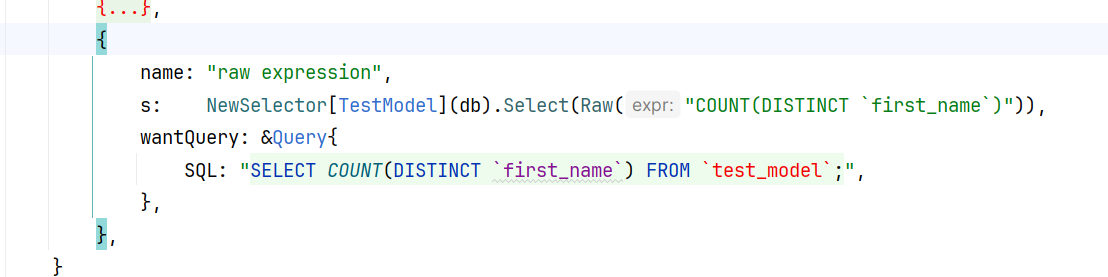 {...},
{
name: "raw expression",
s: NewSelector[TestModel](db).Select(Raw( expr: "COUNT(DISTINCT `first_name`)")),
wantQuery: &Query{
SQL: "SELECT COUNT(DISTINCT `first_name`) FROM `test_model`;",
},
},
}